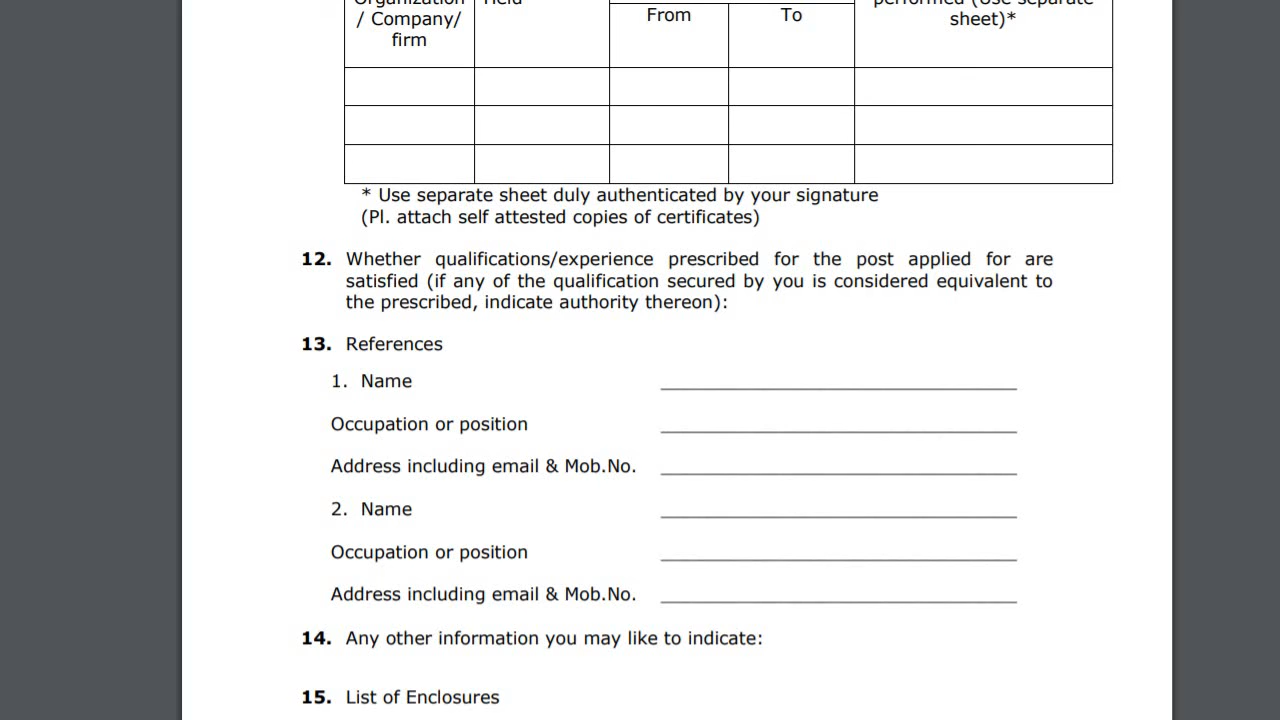 Organization Held
/ Company/
firm
From To
performed (Use separate
sheet)*
* Use separate sheet duly authenticated by your signature
(Pl. attach self attested copies of certificates)
12. Whether qualifications/experience prescribed for the post applied for are
satisfied (if any of the qualification secured by you is considered equivalent to
the prescribed, indicate authority thereon):
13. References
1. Name
Occupation or position
Address including email & Mob.No.
2. Name
Occupation or position
Address including email & Mob.No.
14. Any other information you may like to indicate:
15. List of Enclosures